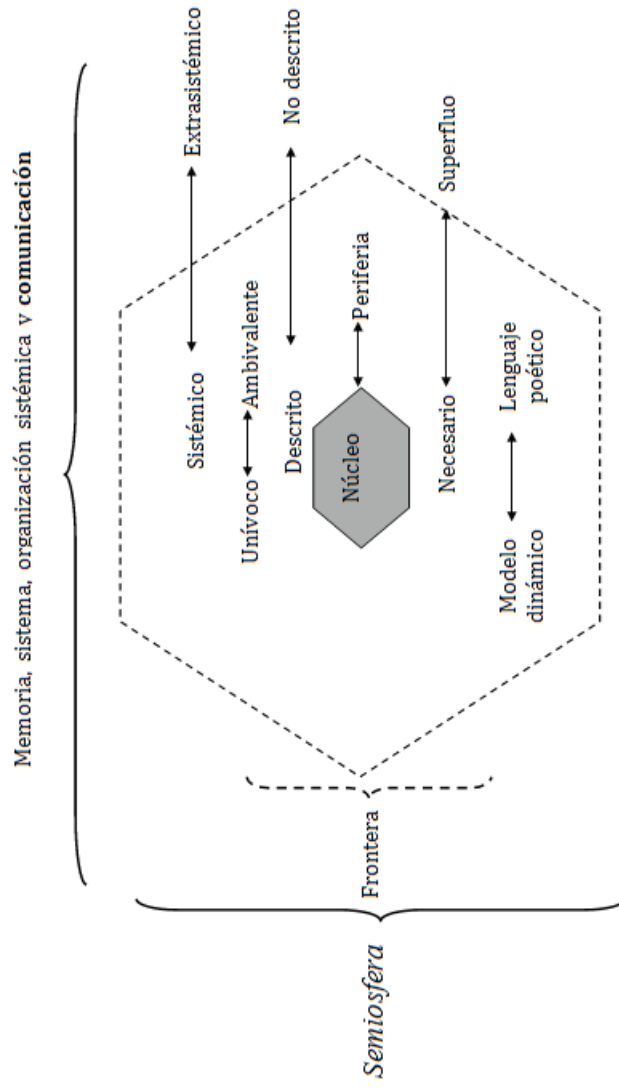 Memoria, sistema, organización sistémica y comunicación
Semiosfera
Frontera
Sistémico
Extrasistémico
Unívoco
Ambivalente
Descrito
No descrito
Núcleo
Periferia
Necesario
Superfluo
Modelo
dinámico
Lenguaje
poético